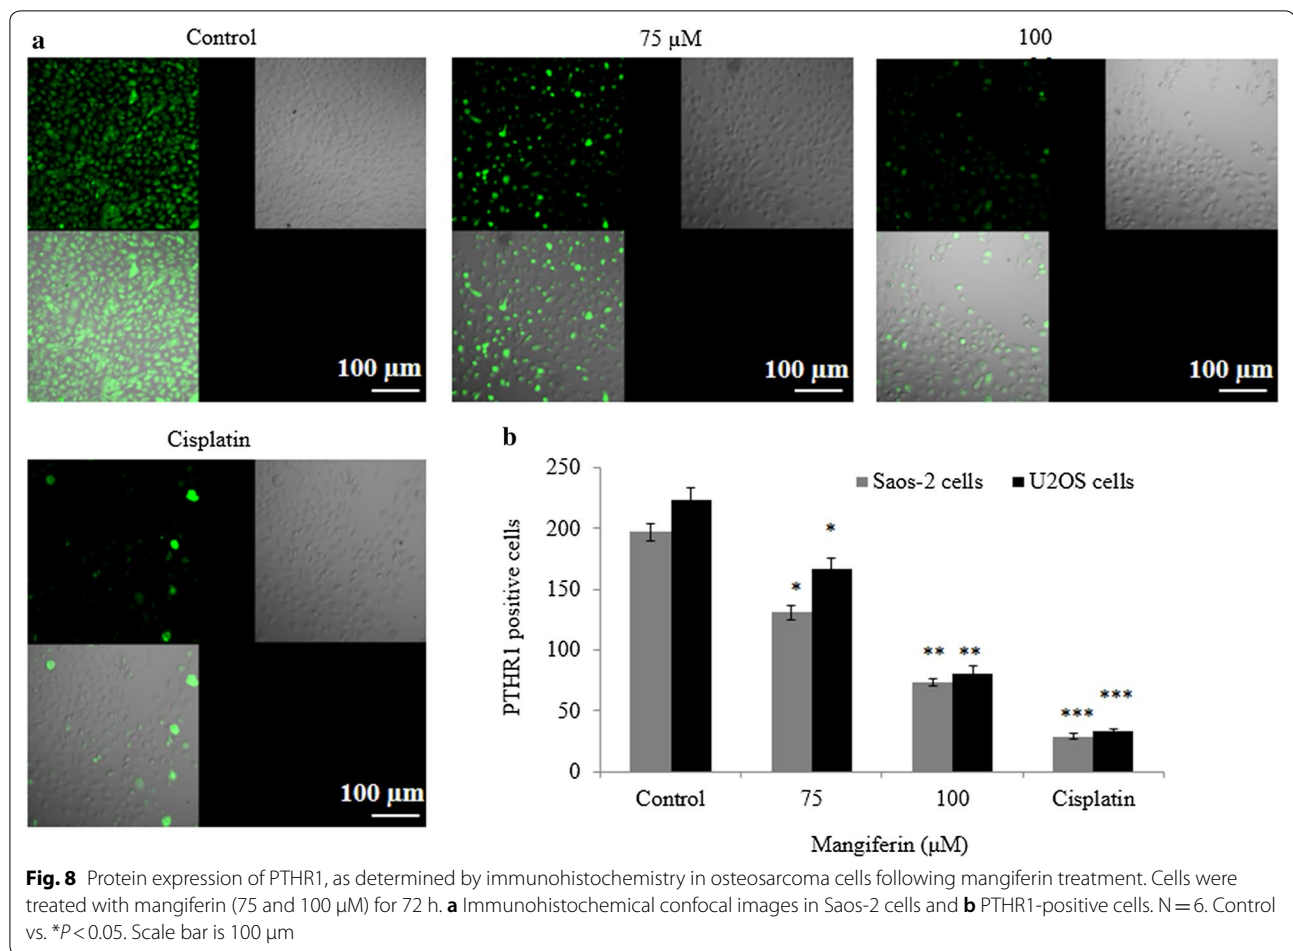 a
Control
75 µM
100
100 µm
100 µm
100 µm
Cisplatin
100 µm
b
250
200
150
100
50
0
PTHR1 positive cells
Saos-2 cells
U2OS cells
*
*
**
**
***
***
Control
75
100
Cisplatin
Mangiferin (µM)
Fig. 8 Protein expression of PTHR1, as determined by immunohistochemistry in osteosarcoma cells following mangiferin treatment. Cells were
treated with mangiferin (75 and 100 µM) for 72 h. a Immunohistochemical confocal images in Saos-2 cells and b PTHR1-positive cells. N = 6. Control
vs. *P < 0.05. Scale bar is 100 µm